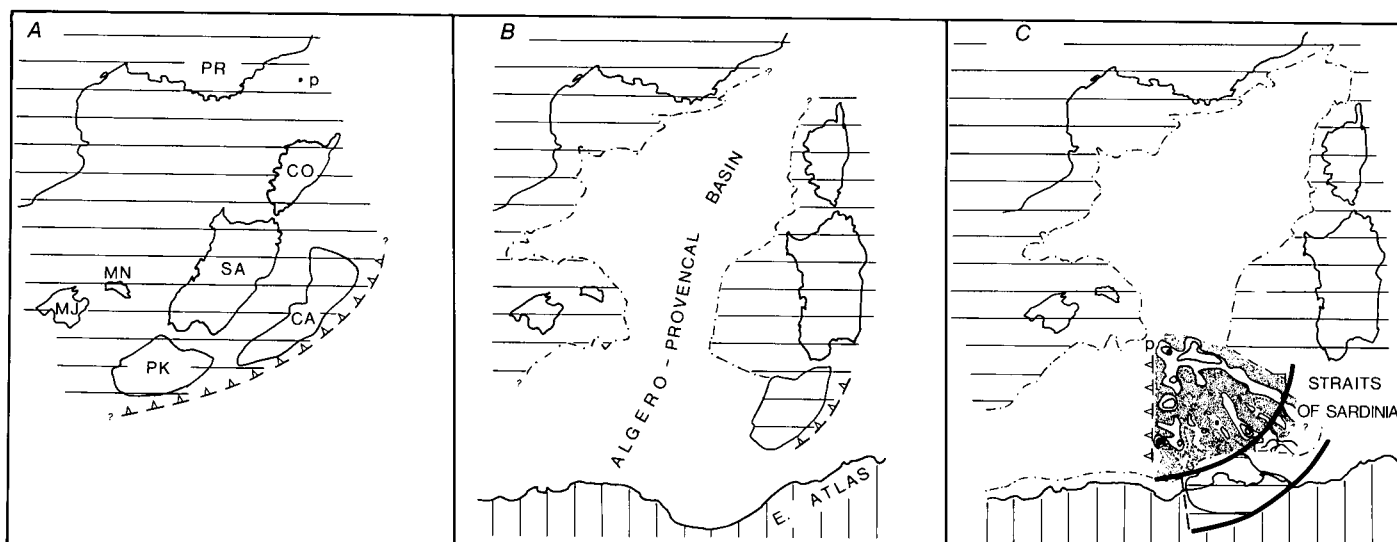 A
PR
p
CO
SA
MN
MJ
CA
PK
?
?
B
ALGERO - PROVENCAL BASIN
E. ATLAS
?
?
?
C
?
p
STRAITS
OF SARDINIA
?